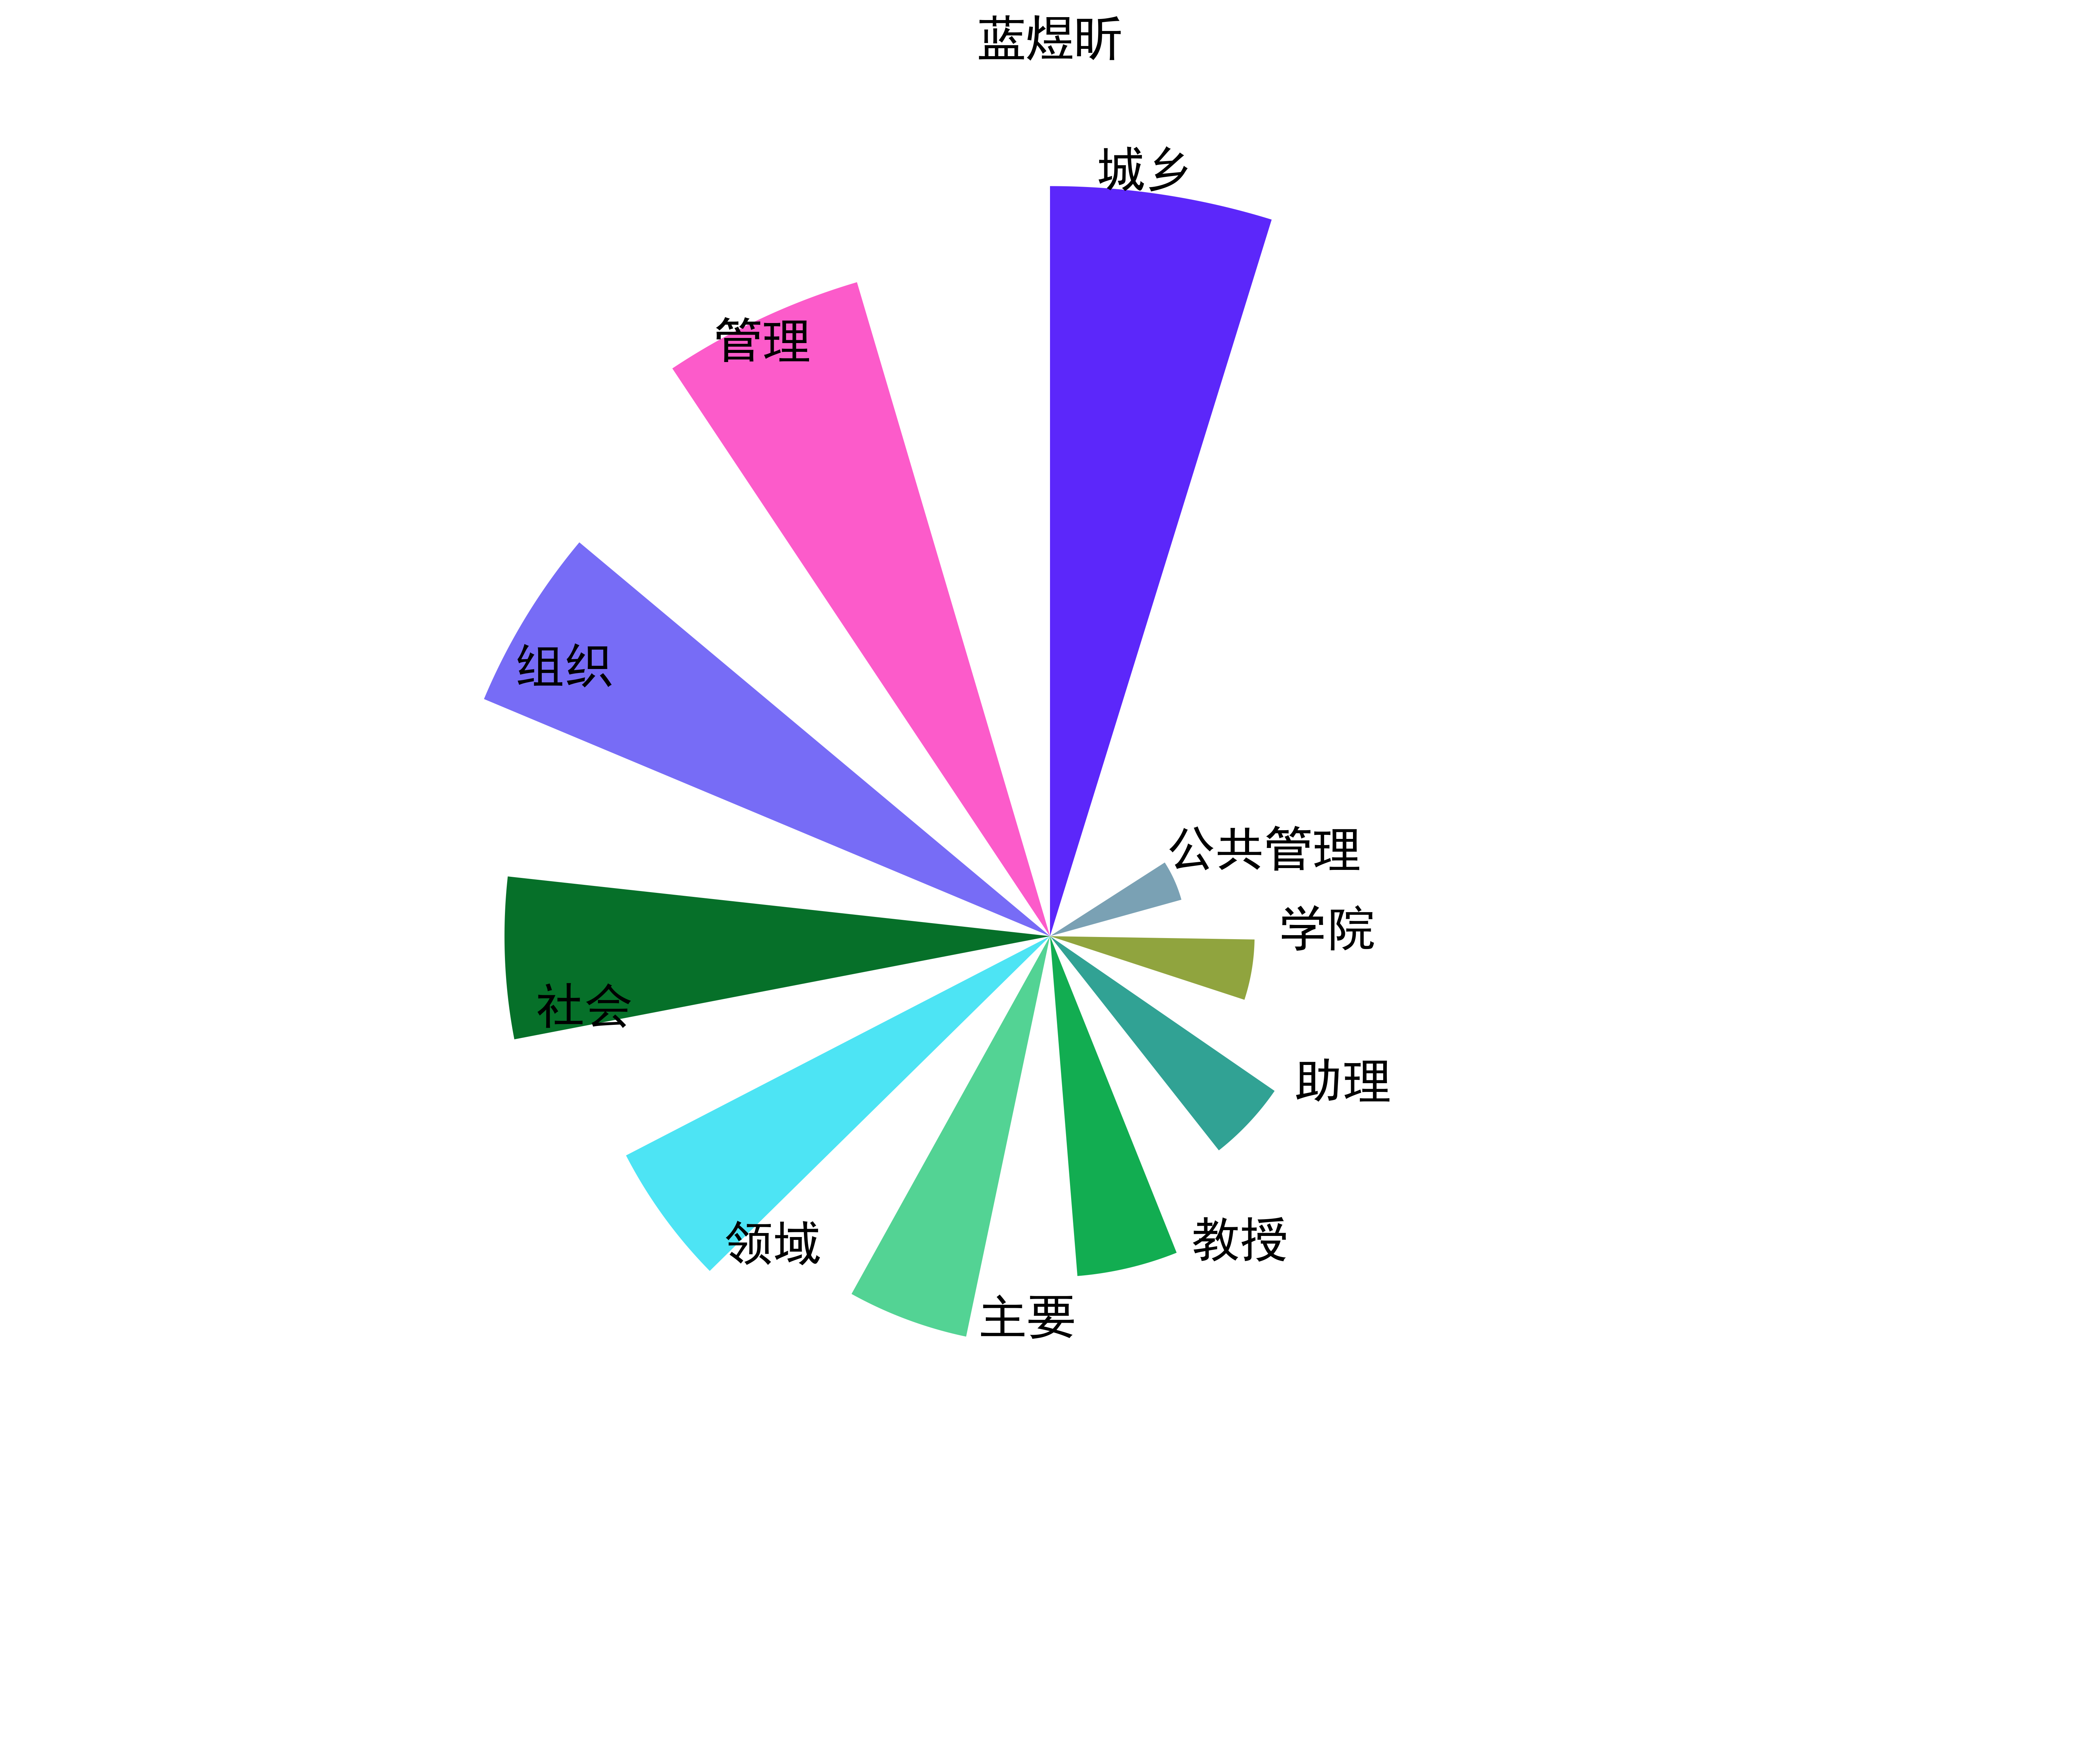 蓝煜昕
城乡
管理
组织
公共管理
学院
社会
助理
教授
领域
主要